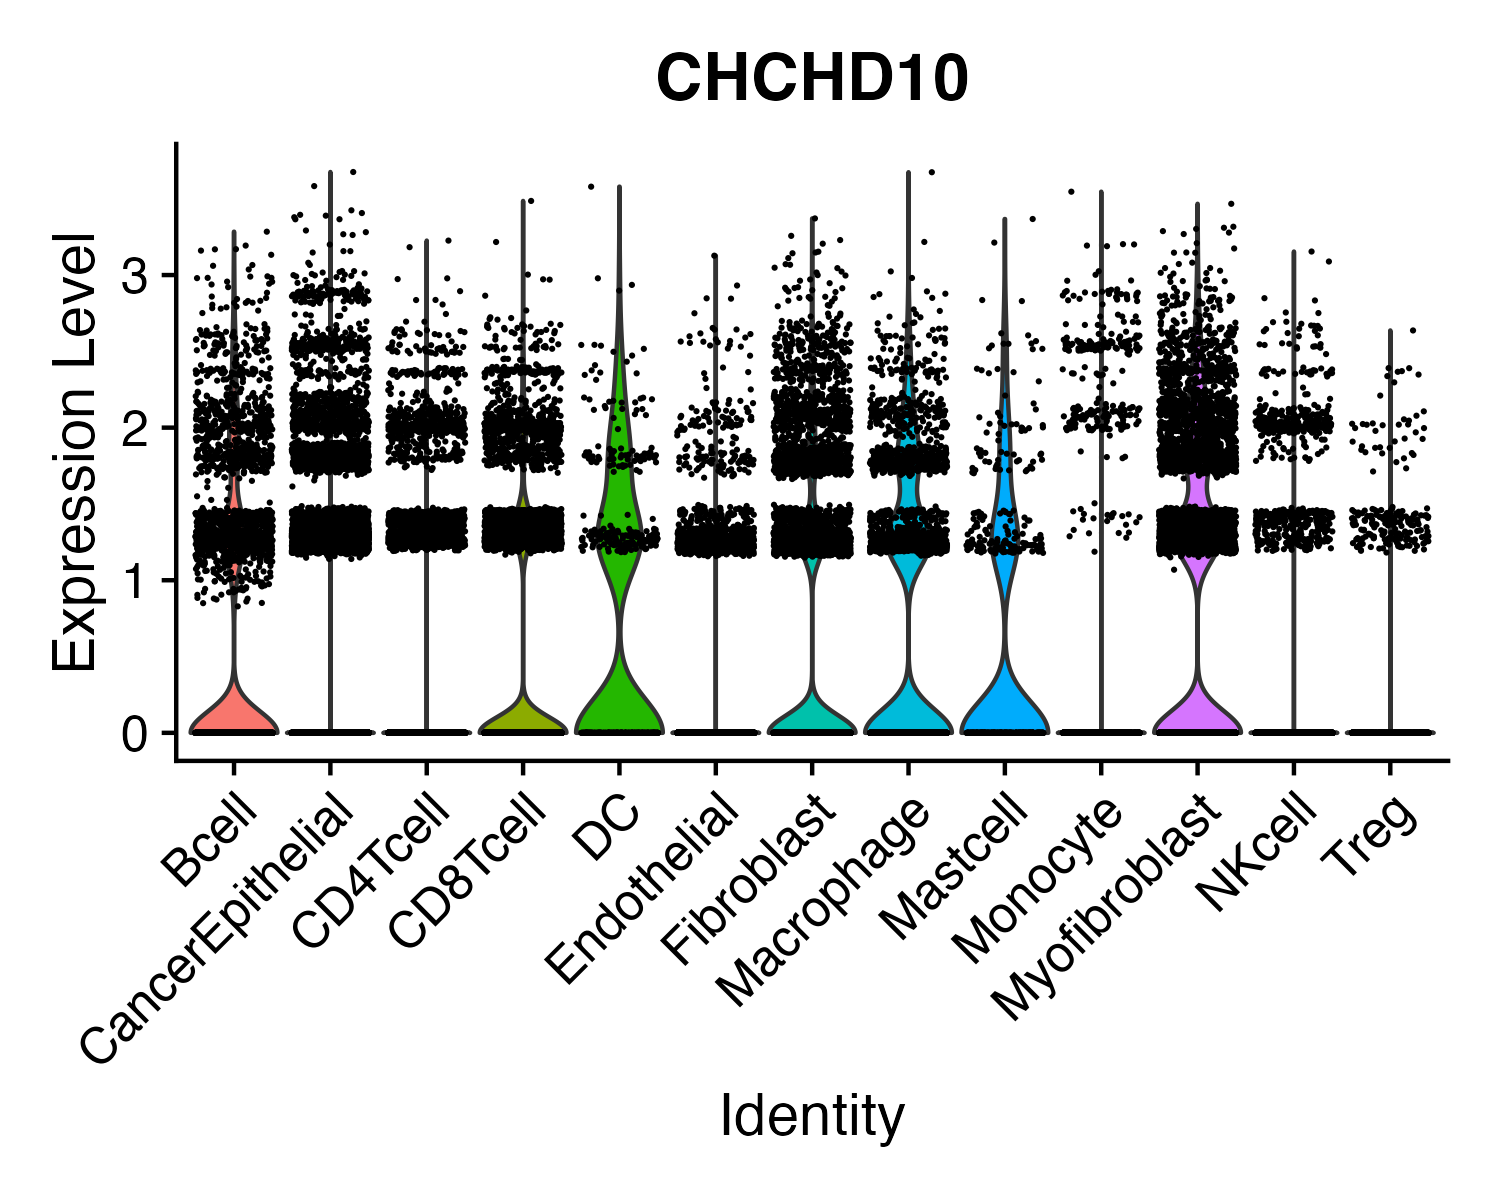 CHCHD10
Expression Level
3
2
1
0
Bcell
CancerEpithelial
CD4Tcell
CD8Tcell
DC
Endothelial
Fibroblast
Macrophage
Mastcell
Monocyte
Myofibroblast
NKcell
Treg
Identity